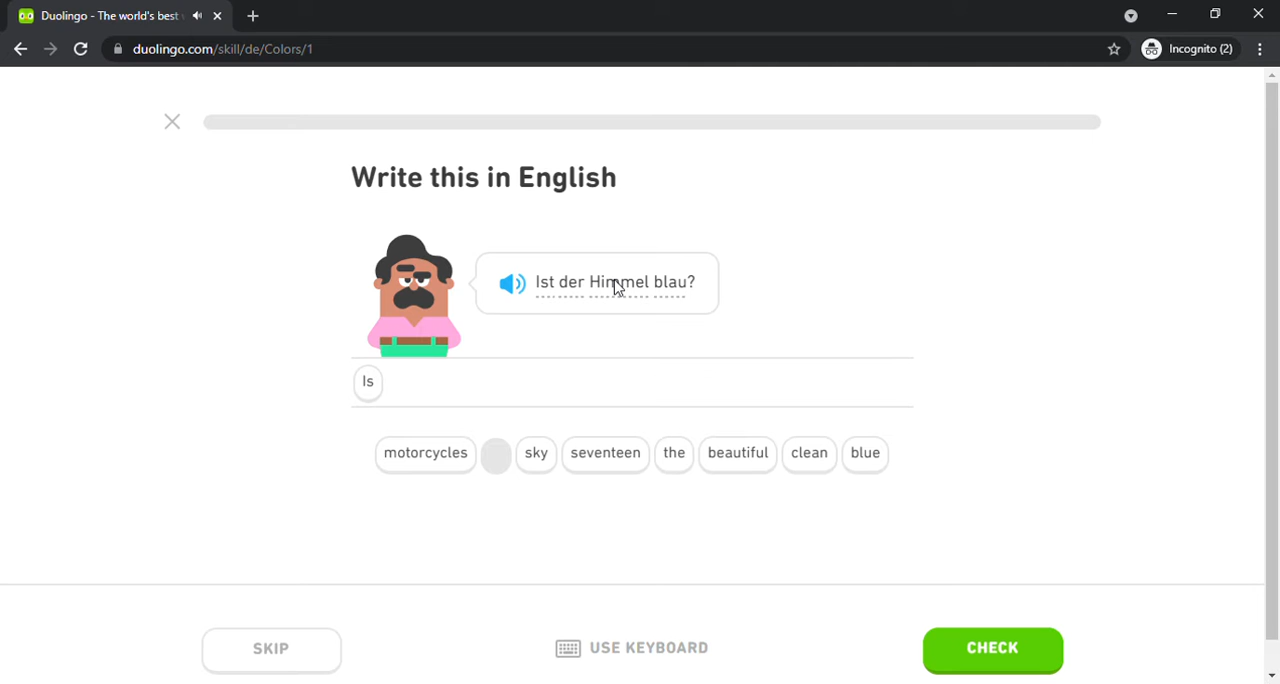 Duolingo - The world's best
duolingo.com/skill/de/Colors/1
Incognito (2)
Write this in English
Ist der Himmel blau?
Is
motorcycles sky seventeen the beautiful clean blue
SKIP
USE KEYBOARD
CHECK